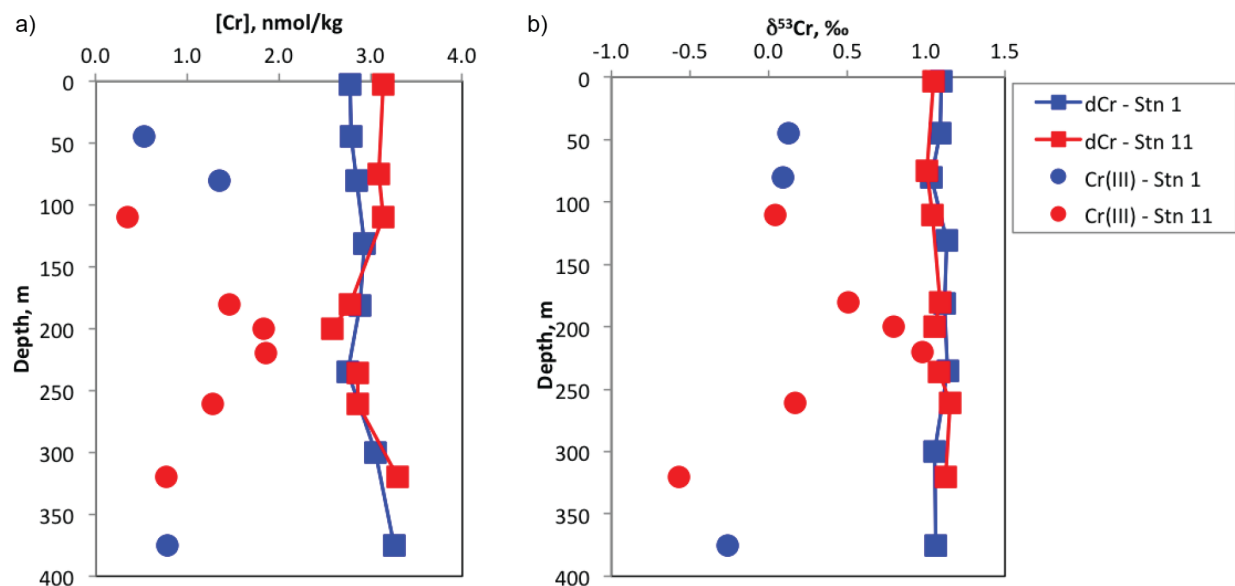 a)
[Cr], nmol/kg
0.0 1.0 2.0 3.0 4.0
0
50
100
150
200
250
300
350
400
Depth, m
b)
δ⁵³Cr, ‰
-1.0 -0.5 0.0 0.5 1.0 1.5
0
50
100
150
200
250
300
350
400
Depth, m
dCr - Stn 1
dCr - Stn 11
Cr(III) - Stn 1
Cr(III) - Stn 11